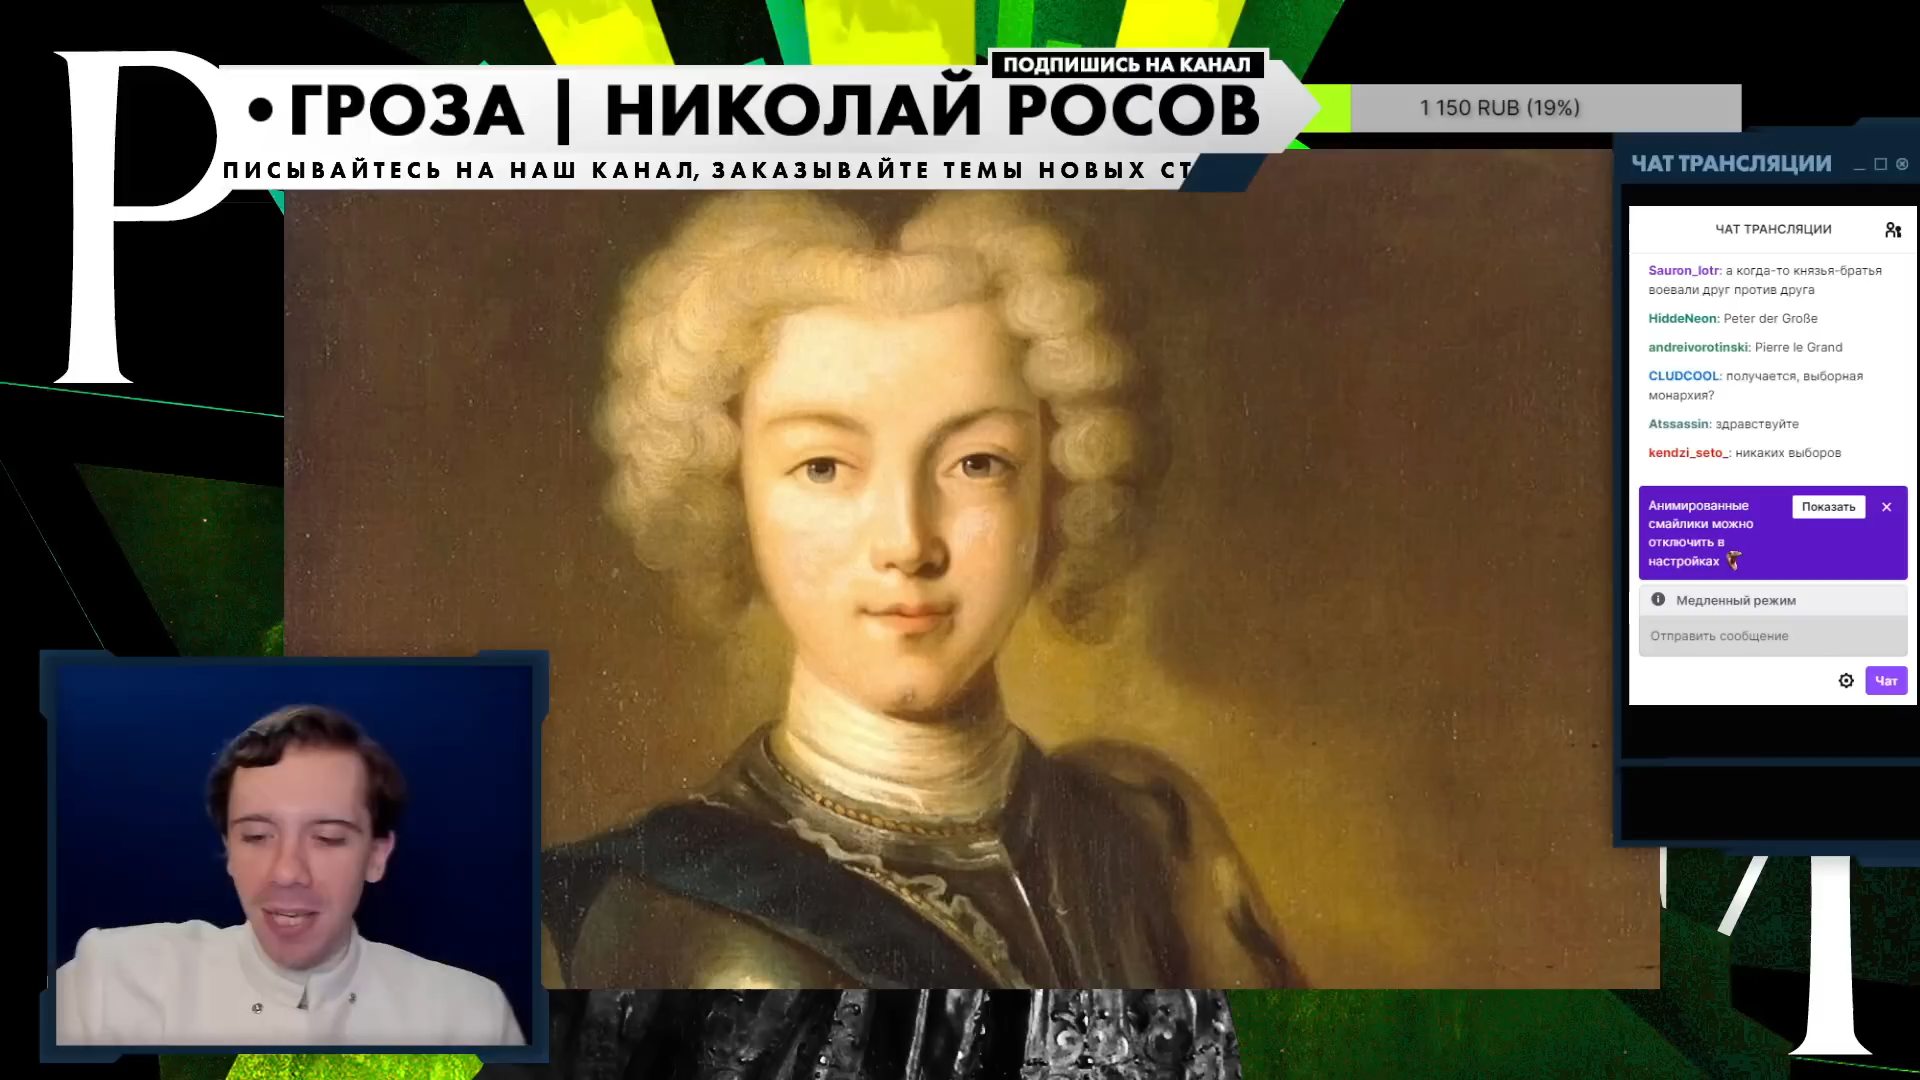 Р
ПОДПИШИСЬ НА КАНАЛ
• ГРОЗА | НИКОЛАЙ РОСОВ
ПИСЫВАЙТЕСЬ НА НАШ КАНАЛ, ЗАКАЗЫВАЙТЕ ТЕМЫ НОВЫХ СТ
1 150 RUB (19%)
ЧАТ ТРАНСЛЯЦИИ
ЧАТ ТРАНСЛЯЦИИ
Sauron_lotr: а когда-то князья-братья
воевали друг против друга
HiddeNeon: Peter der Große
andreivorotinski: Pierre le Grand
CLUDCOOL: получается, выборная
монархия?
Atssassin: здравствуйте
kendzi_seto_: никаких выборов
Анимированные
смайлики можно
отключить в
настройках
Показать
Медленный режим
Отправить сообщение
Чат